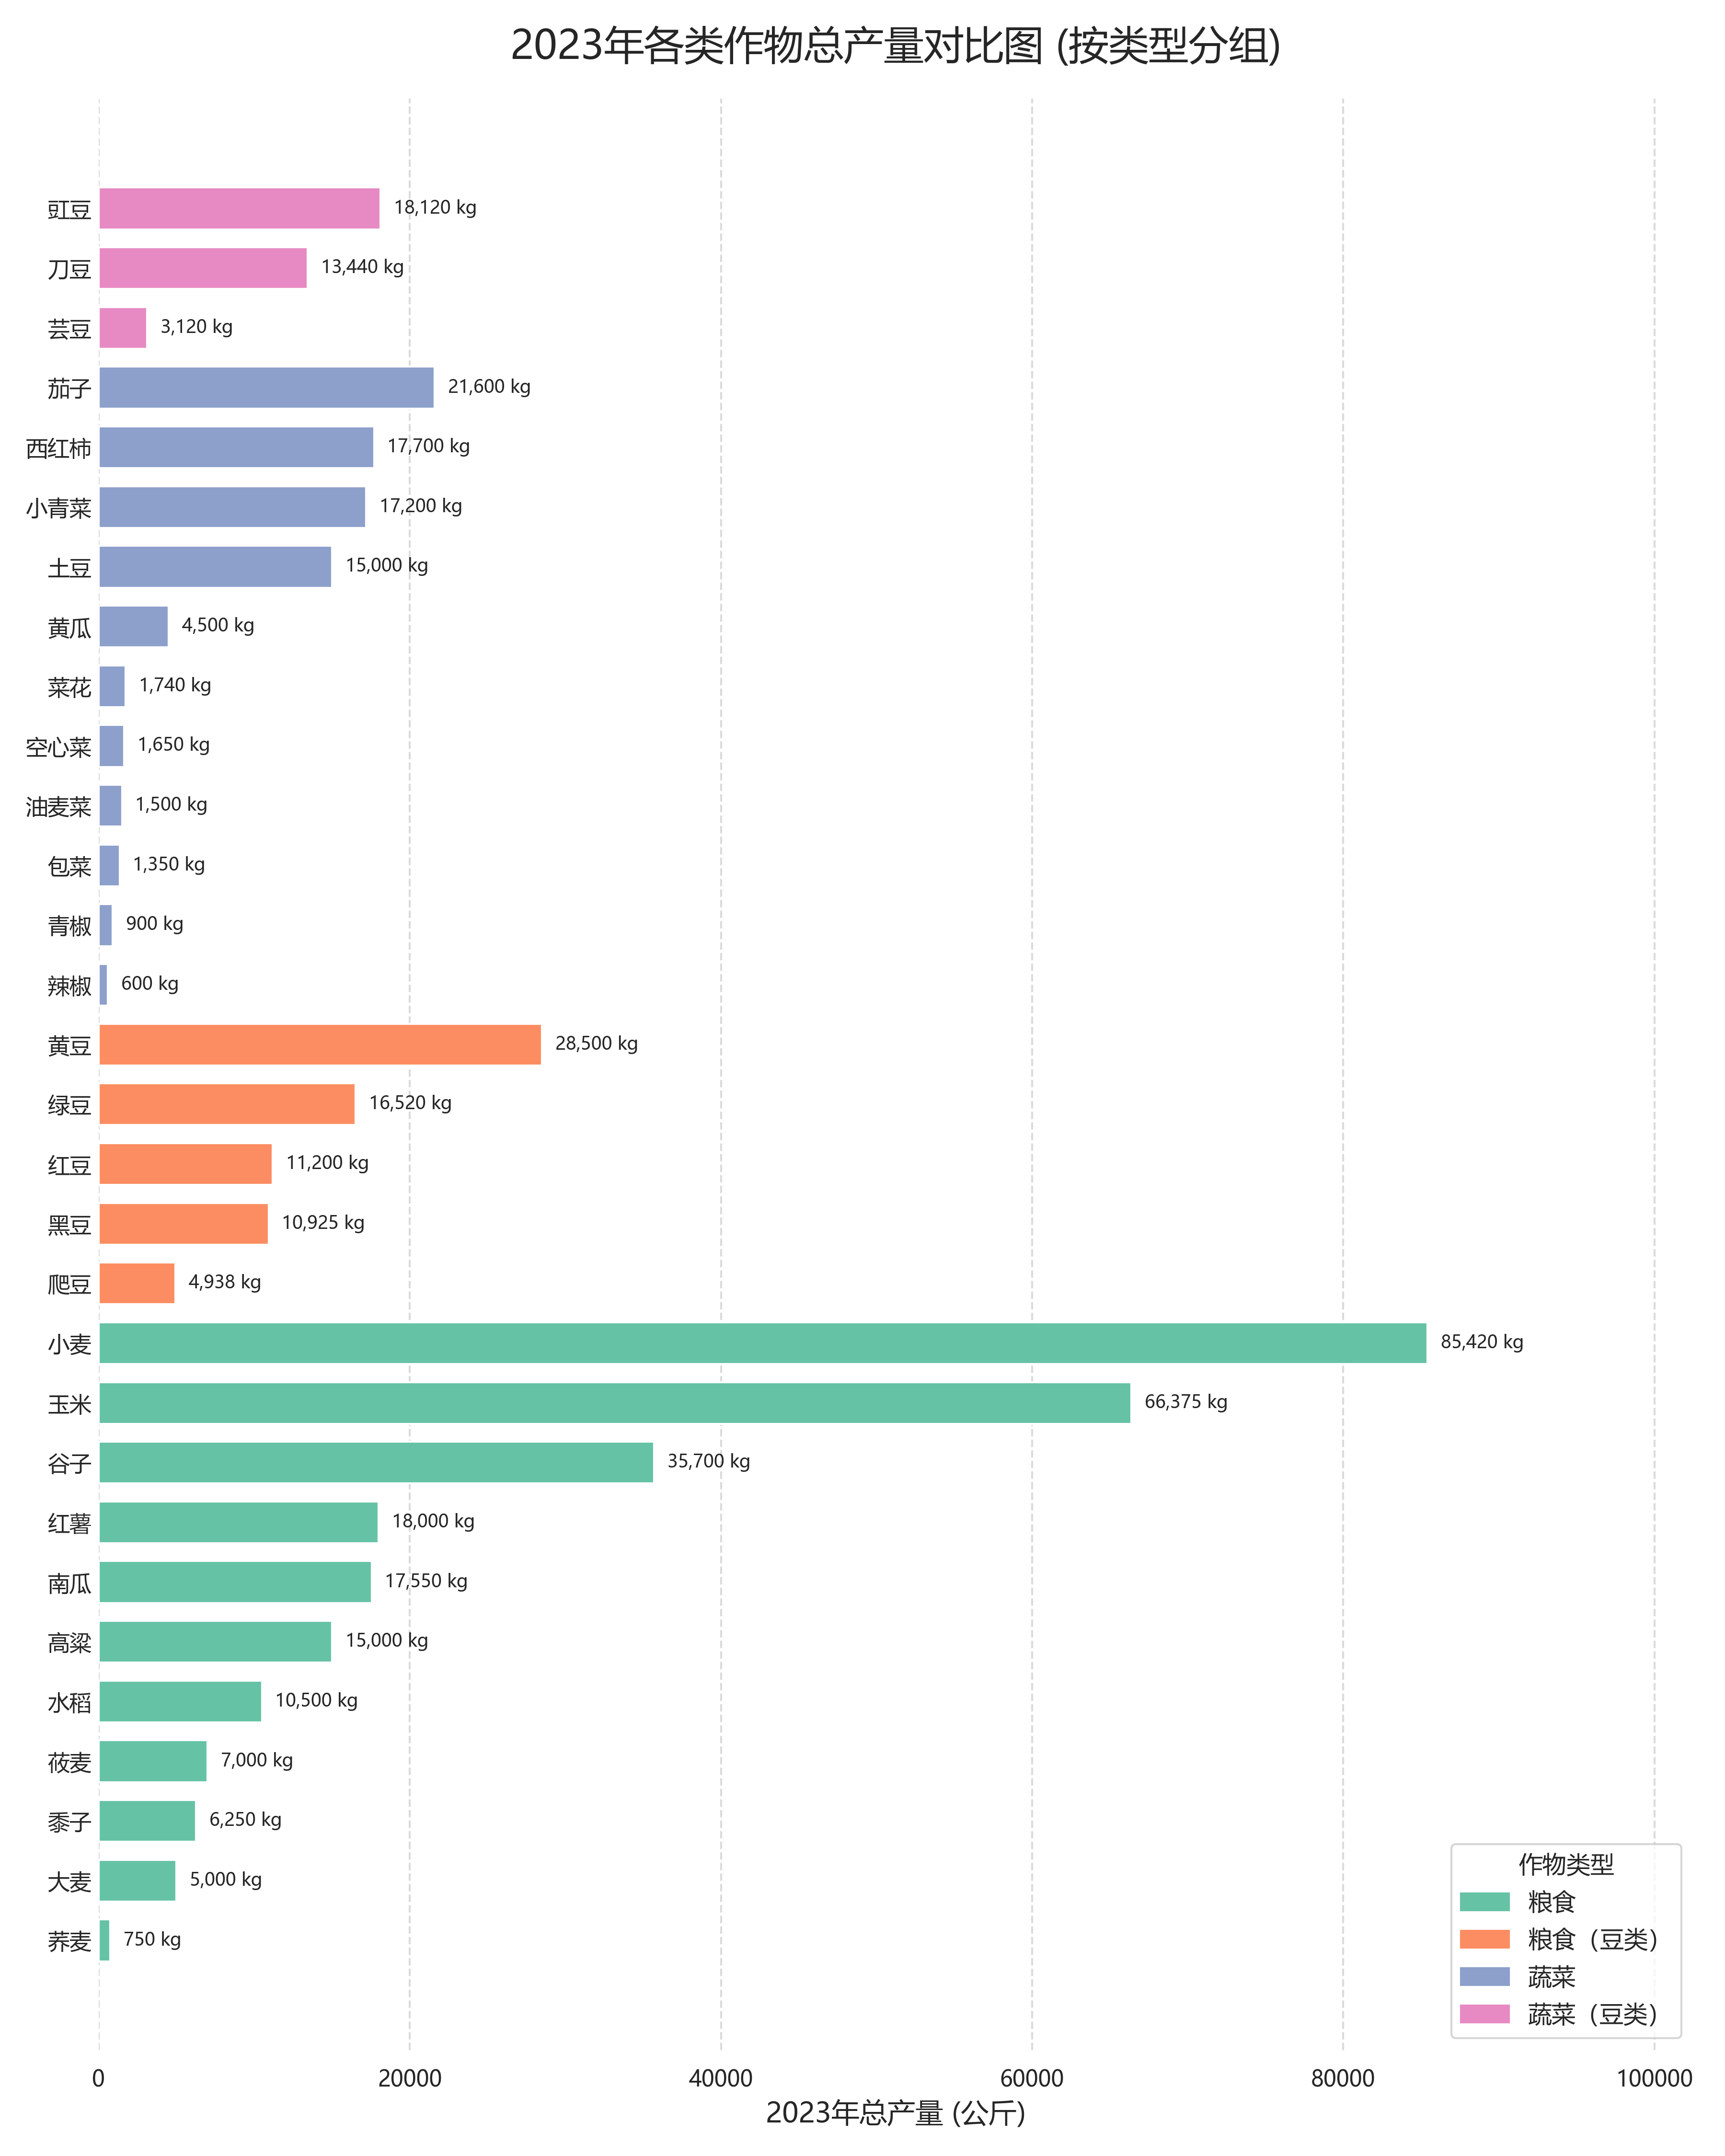 2023年各类作物总产量对比图 (按类型分组)
豇豆 18,120 kg
刀豆 13,440 kg
芸豆 3,120 kg
茄子 21,600 kg
西红柿 17,700 kg
小青菜 17,200 kg
土豆 15,000 kg
黄瓜 4,500 kg
菜花 1,740 kg
空心菜 1,650 kg
油麦菜 1,500 kg
包菜 1,350 kg
青椒 900 kg
辣椒 600 kg
黄豆 28,500 kg
绿豆 16,520 kg
红豆 11,200 kg
黑豆 10,925 kg
爬豆 4,938 kg
小麦 85,420 kg
玉米 66,375 kg
谷子 35,700 kg
红薯 18,000 kg
南瓜 17,550 kg
高粱 15,000 kg
水稻 10,500 kg
莜麦 7,000 kg
黍子 6,250 kg
大麦 5,000 kg
荞麦 750 kg
作物类型
粮食
粮食（豆类）
蔬菜
蔬菜（豆类）
0 20000 40000 60000 80000 100000
2023年总产量 (公斤)